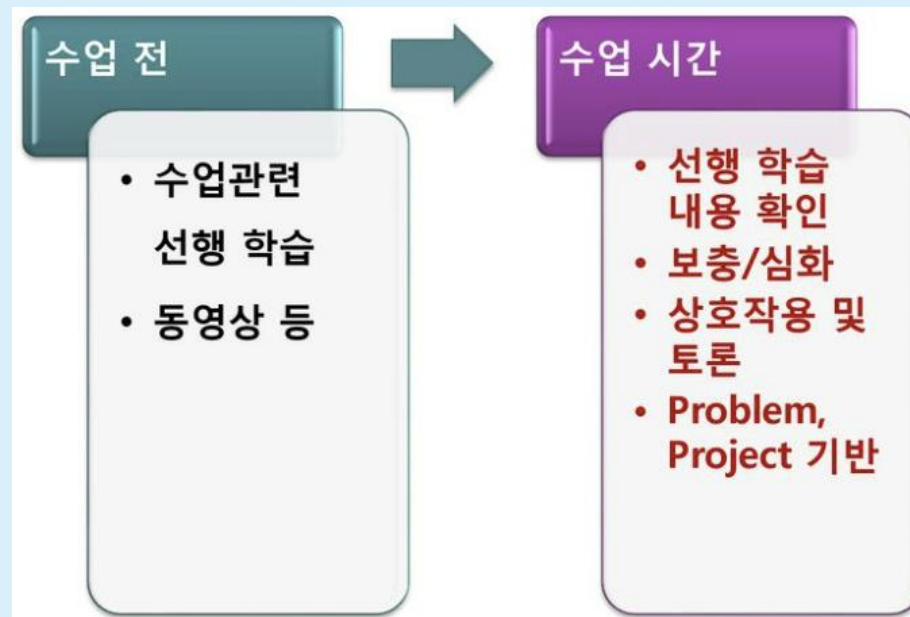 수업 전
• 수업관련
선행 학습
• 동영상 등
수업 시간
• 선행 학습
내용 확인
• 보충/심화
• 상호작용 및
토론
• Problem,
Project 기반